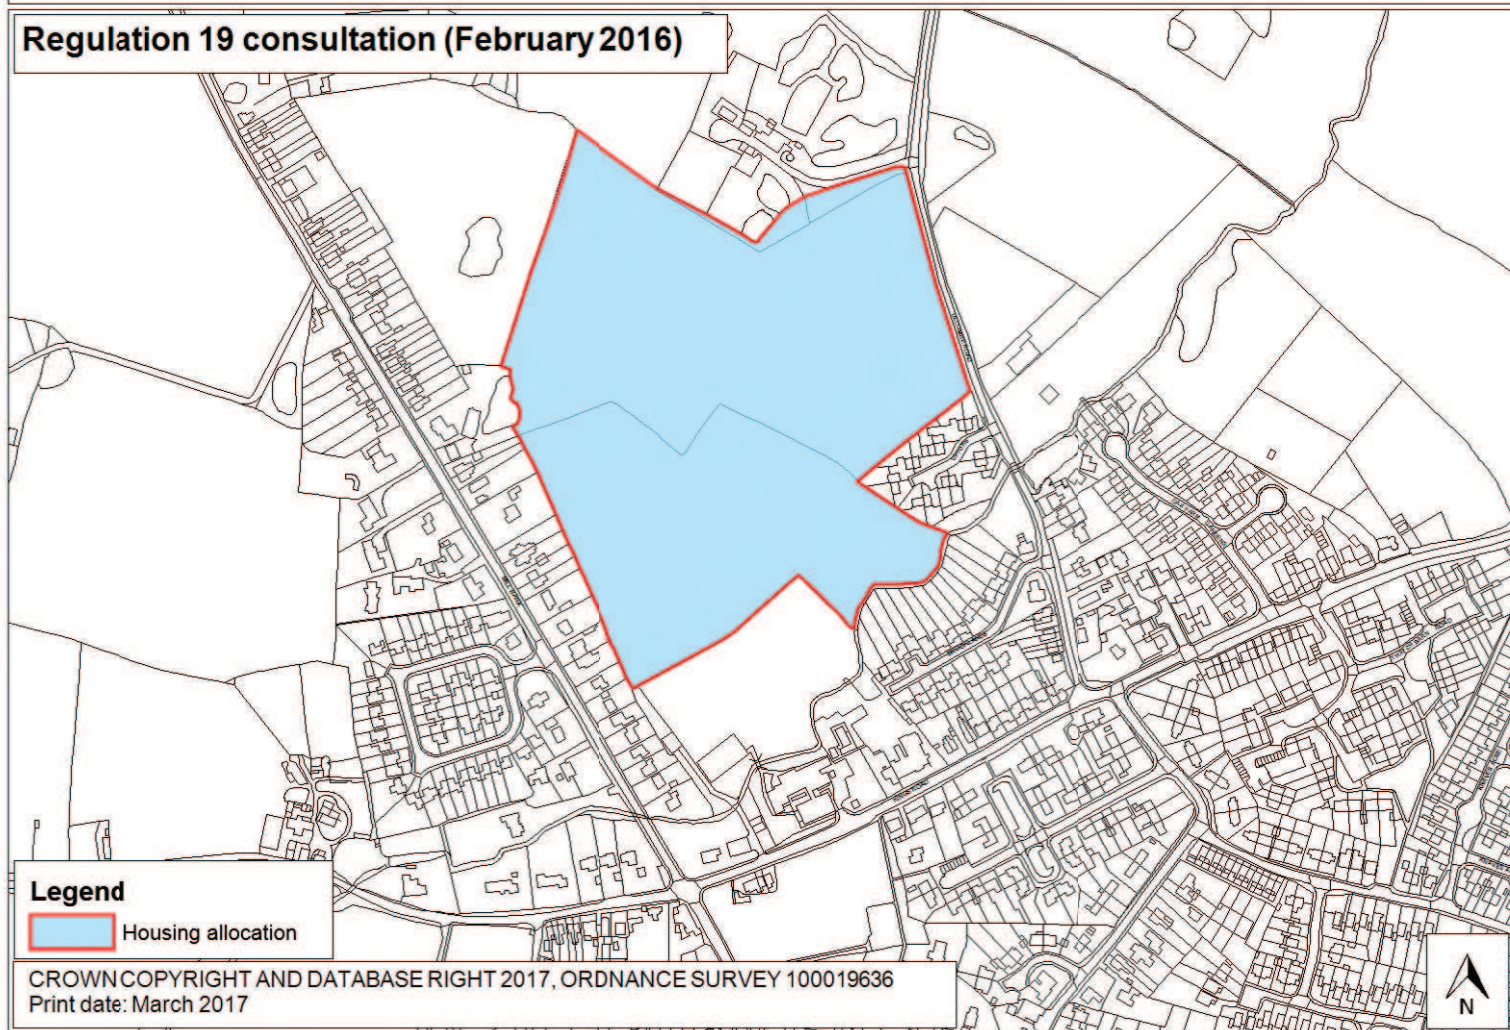 Regulation 19 consultation (February 2016)
Legend
Housing allocation
CROWN COPYRIGHT AND DATABASE RIGHT 2017, ORDNANCE SURVEY 100019636
Print date: March 2017
N